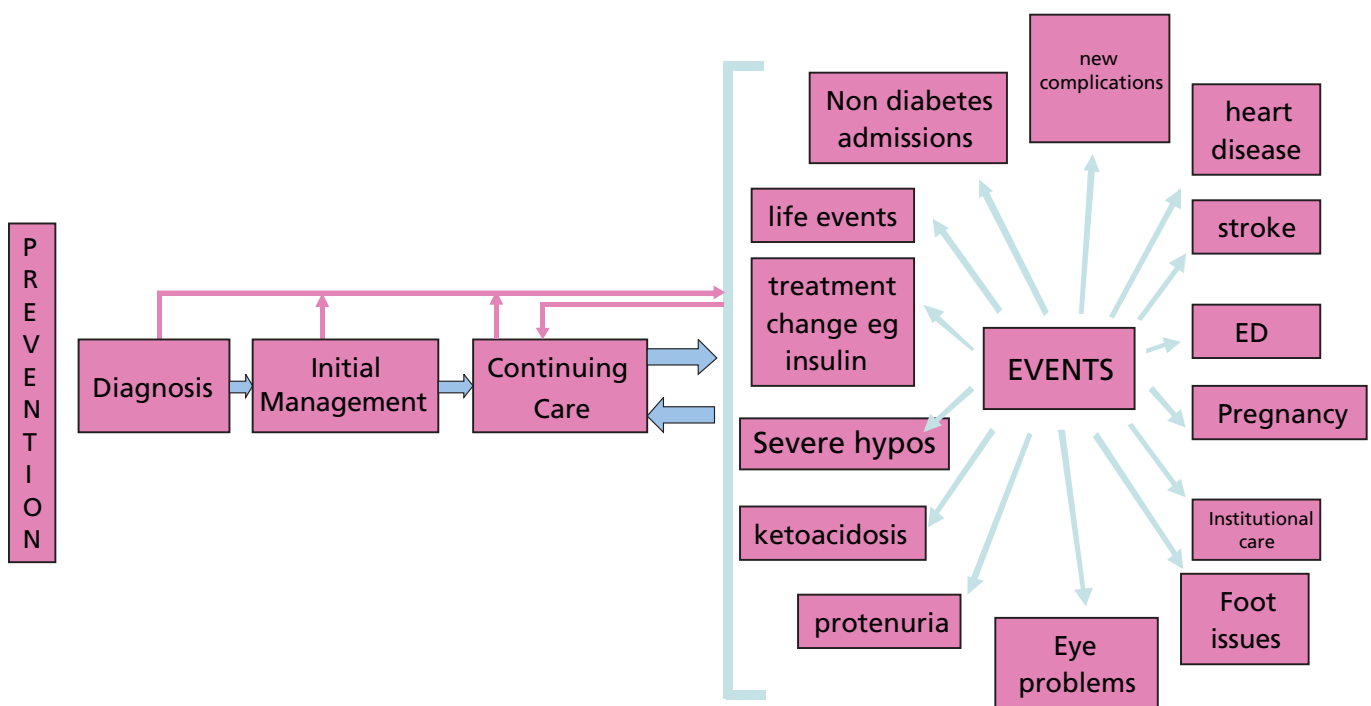 PREVENTION
Diagnosis
Initial
Management
Continuing
Care
new
complications
Non diabetes
admissions
heart
disease
life events
stroke
treatment
change eg
insulin
EVENTS
ED
Pregnancy
Severe hypos
ketoacidosis
Institutional
care
protenuria
Foot
issues
Eye
problems